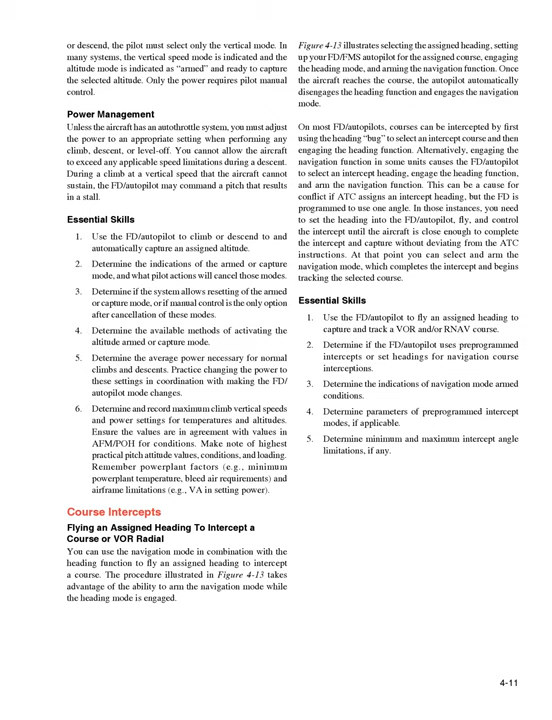 or descend, the pilot must select only the vertical mode. In
many systems, the vertical speed mode is indicated and the
altitude mode is indicated as “armed” and ready to capture
the selected altitude. Only the power requires pilot manual
control.
Power Management
Unless the aircraft has an autothrottle system, you must adjust
the power to an appropriate setting when performing any
climb, descent, or level-off. You cannot allow the aircraft
to exceed any applicable speed limitations during a descent.
During a climb at a vertical speed that the aircraft cannot
sustain, the FD/autopilot may command a pitch that results
in a stall.
Essential Skills
1. Use the FD/autopilot to climb or descend to and
automatically capture an assigned altitude.
2. Determine the indications of the armed or capture
mode, and what pilot actions will cancel those modes.
3. Determine if the system allows resetting of the armed
or capture mode, or if manual control is the only option
after cancellation of these modes.
4. Determine the available methods of activating the
altitude armed or capture mode.
5. Determine the average power necessary for normal
climbs and descents. Practice changing the power to
these settings in coordination with making the FD/
autopilot mode changes.
6. Determine and record maximum climb vertical speeds
and power settings for temperatures and altitudes.
Ensure the values are in agreement with values in
AFM/POH for conditions. Make note of highest
practical pitch attitude values, conditions, and loading.
Remember powerplant factors (e.g., minimum
powerplant temperature, bleed air requirements) and
airframe limitations (e.g., VA in setting power).
Course Intercepts
Flying an Assigned Heading To Intercept a
Course or VOR Radial
You can use the navigation mode in combination with the
heading function to fly an assigned heading to intercept
a course. The procedure illustrated in Figure 4-13 takes
advantage of the ability to arm the navigation mode while
the heading mode is engaged.
Figure 4-13 illustrates selecting the assigned heading, setting
up your FD/FMS autopilot for the assigned course, engaging
the heading mode, and arming the navigation function. Once
the aircraft reaches the course, the autopilot automatically
disengages the heading function and engages the navigation
mode.
On most FD/autopilots, courses can be intercepted by first
using the heading “bug” to select an intercept course and then
engaging the heading function. Alternatively, engaging the
navigation function in some units causes the FD/autopilot
to select an intercept heading, engage the heading function,
and arm the navigation function. This can be a cause for
conflict if ATC assigns an intercept heading, but the FD is
programmed to use one angle. In those instances, you need
to set the heading into the FD/autopilot, fly, and control
the intercept until the aircraft is close enough to complete
the intercept and capture without deviating from the ATC
instructions. At that point you can select and arm the
navigation mode, which completes the intercept and begins
tracking the selected course.
Essential Skills
1. Use the FD/autopilot to fly an assigned heading to
capture and track a VOR and/or RNAV course.
2. Determine if the FD/autopilot uses preprogrammed
intercepts or set headings for navigation course
interceptions.
3. Determine the indications of navigation mode armed
conditions.
4. Determine parameters of preprogrammed intercept
modes, if applicable.
5. Determine minimum and maximum intercept angle
limitations, if any.
4-11